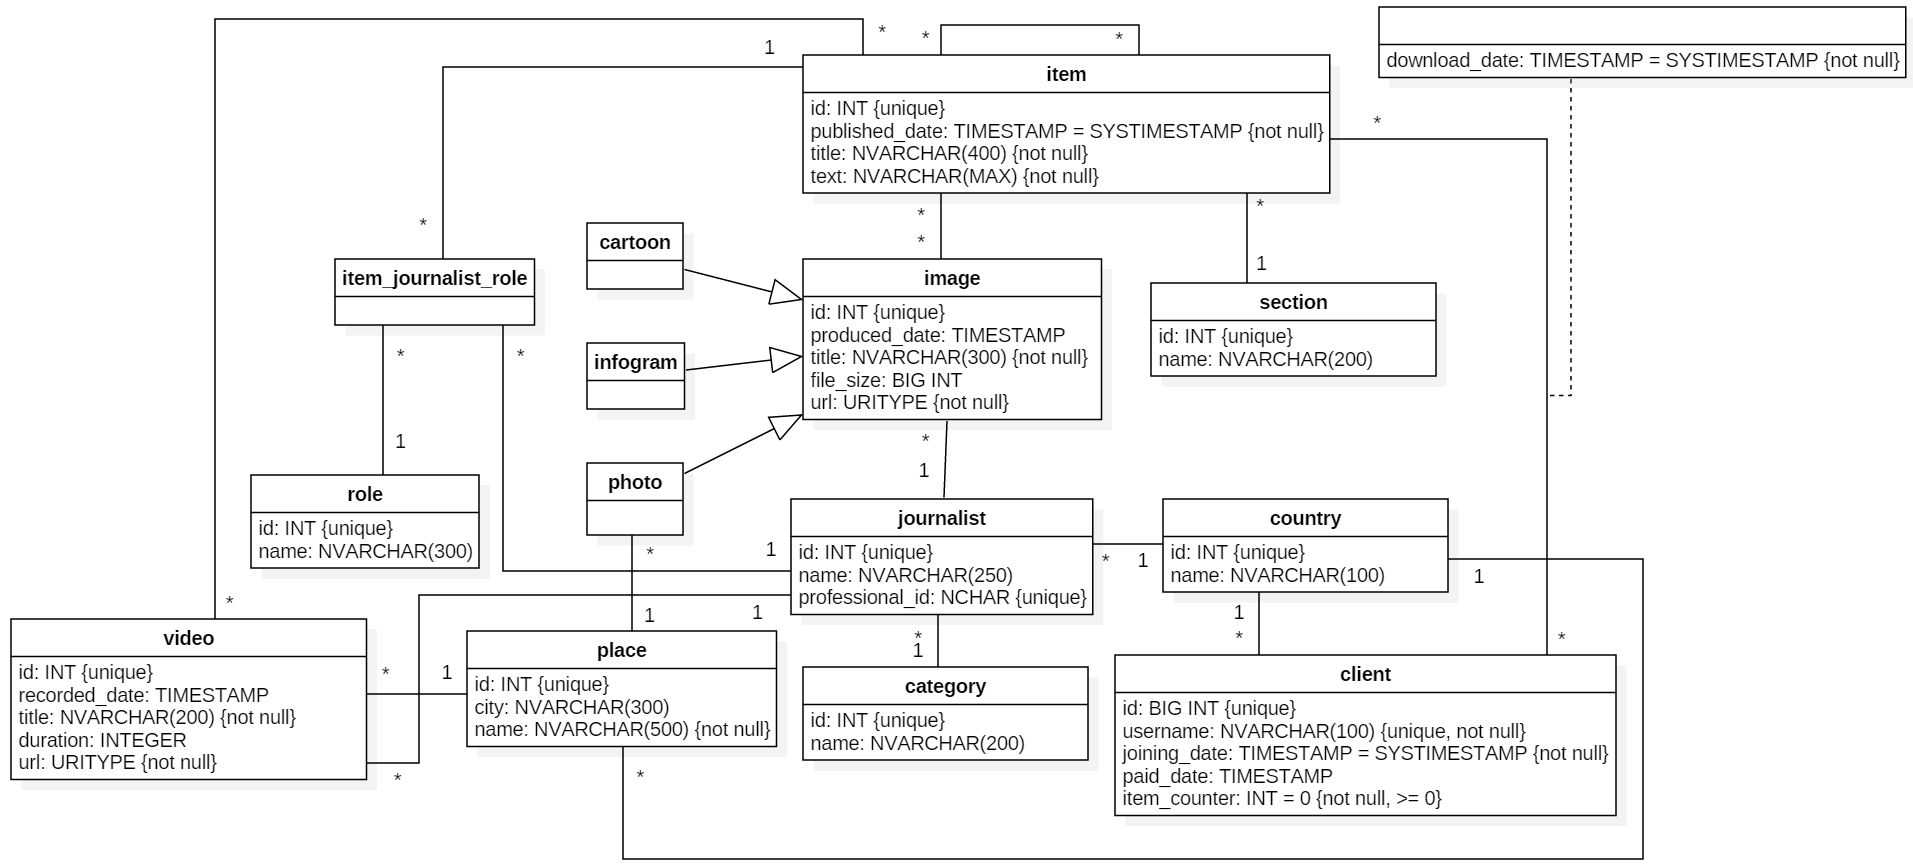 *
*
*
1
item
id: INT {unique}
published_date: TIMESTAMP = SYSTIMESTAMP {not null}
title: NVARCHAR(400) {not null}
text: NVARCHAR(MAX) {not null}
download_date: TIMESTAMP = SYSTIMESTAMP {not null}
*
*
*
*
*
1
cartoon
item_journalist_role
image
id: INT {unique}
produced_date: TIMESTAMP
title: NVARCHAR(300) {not null}
file_size: BIG INT
url: URITYPE {not null}
section
id: INT {unique}
name: NVARCHAR(200)
infogram
*
*
1
*
1
role
id: INT {unique}
name: NVARCHAR(300)
photo
journalist
id: INT {unique}
name: NVARCHAR(250)
professional_id: NCHAR {unique}
country
id: INT {unique}
name: NVARCHAR(100)
*
1
*
1
1
*
1
1
1
*
*
1
*
video
id: INT {unique}
recorded_date: TIMESTAMP
title: NVARCHAR(200) {not null}
duration: INTEGER
url: URITYPE {not null}
*
1
*
place
id: INT {unique}
city: NVARCHAR(300)
name: NVARCHAR(500) {not null}
*
category
id: INT {unique}
name: NVARCHAR(200)
*
client
id: BIG INT {unique}
username: NVARCHAR(100) {unique, not null}
joining_date: TIMESTAMP = SYSTIMESTAMP {not null}
paid_date: TIMESTAMP
item_counter: INT = 0 {not null, >= 0}